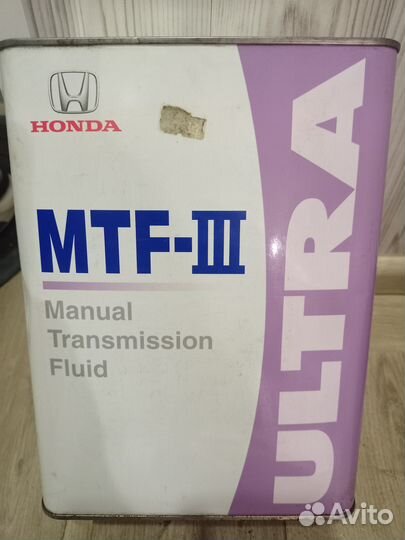 HONDA
MTF-III
Manual
Transmission
Fluid
ULTRA
Avito